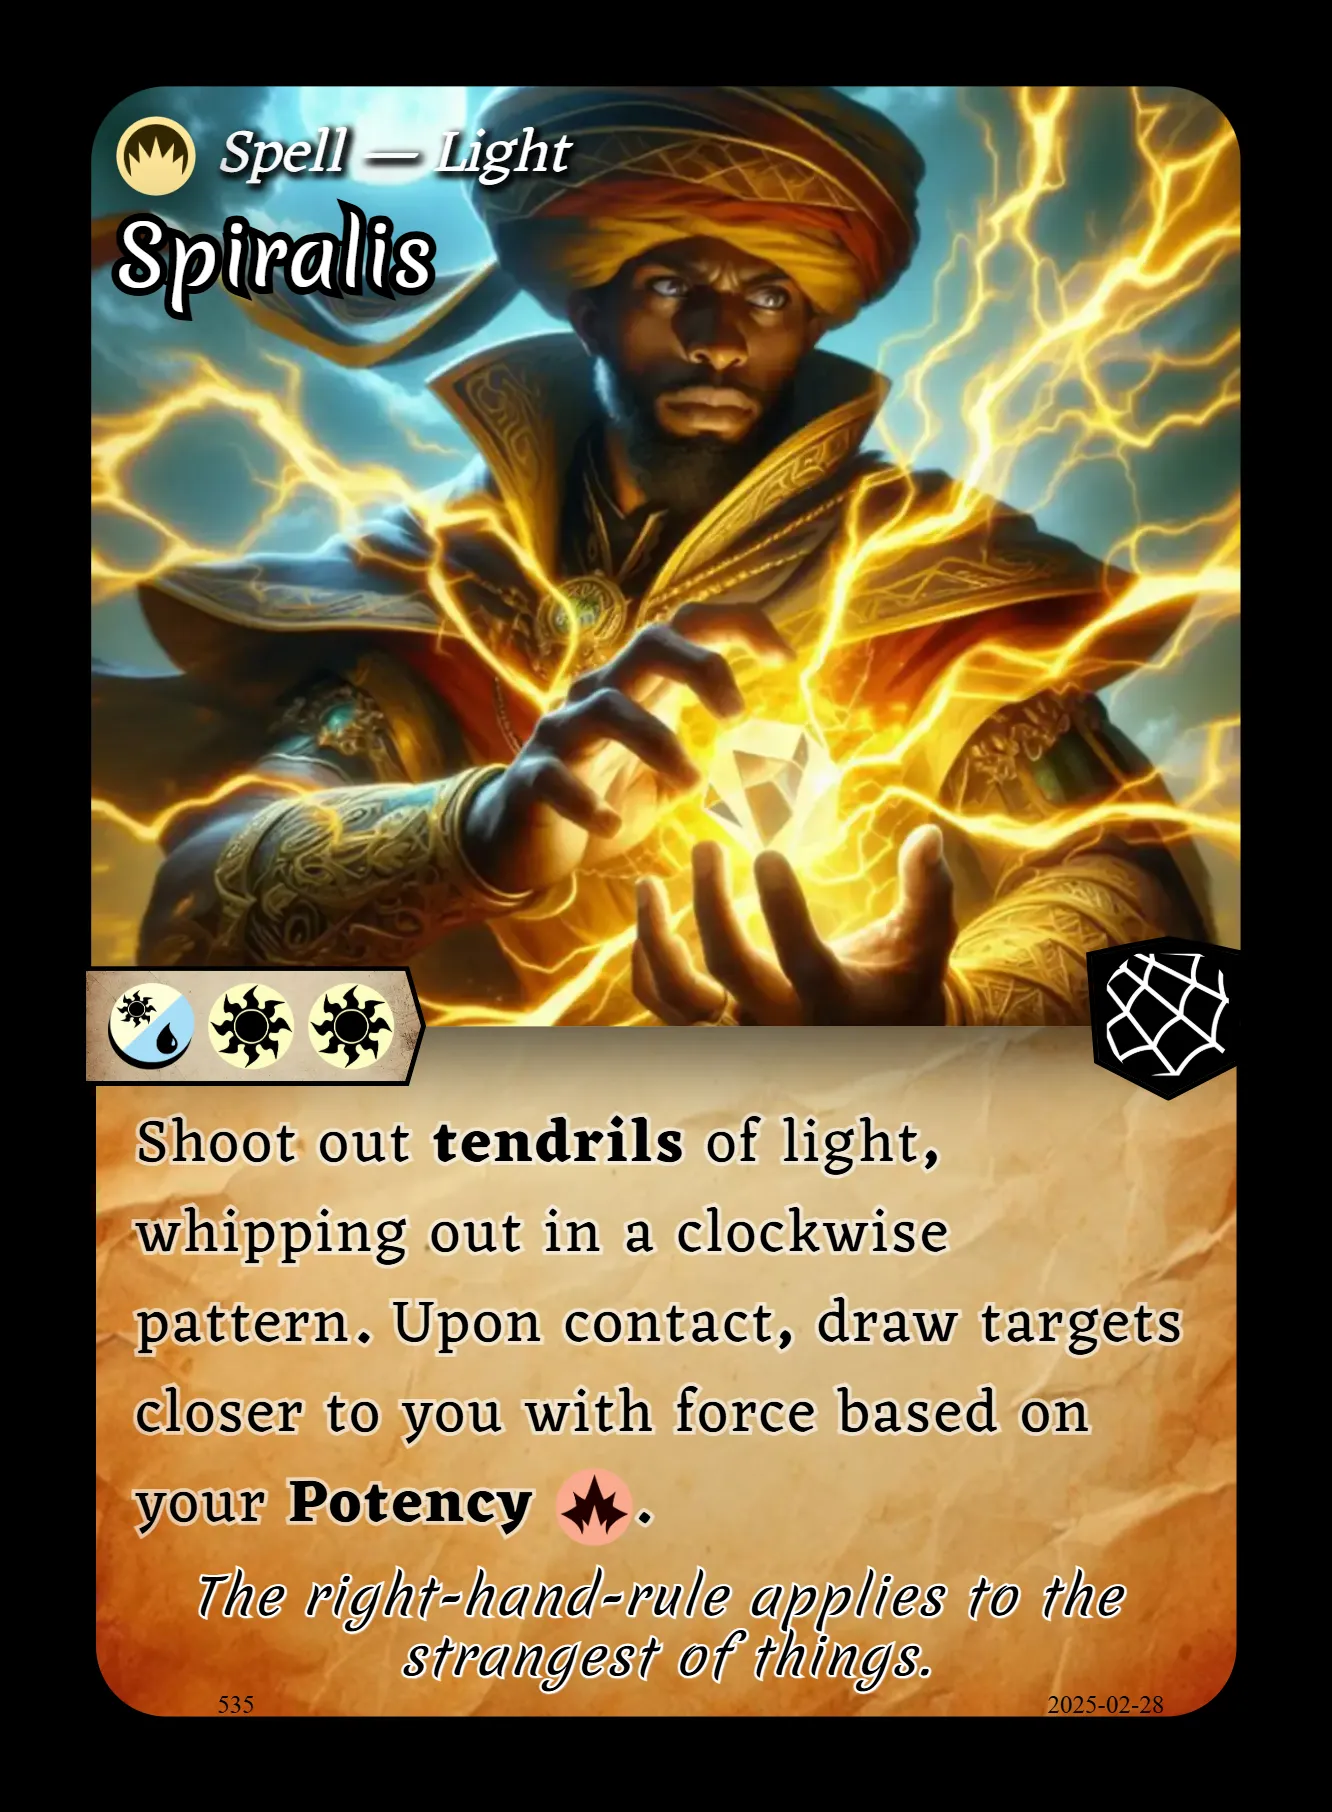 Spell — Light
Spiralis
Shoot out tendrils of light,
whipping out in a clockwise
pattern. Upon contact, draw targets
closer to you with force based on
your Potency .
The right-hand-rule applies to the
strangest of things.
535
2025-02-28